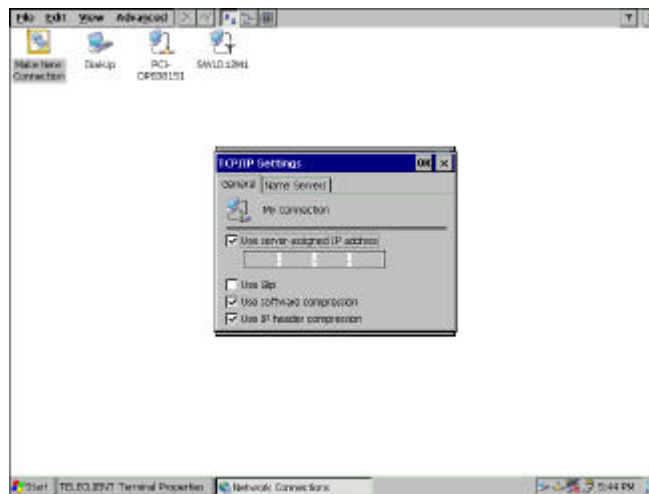 File Edit View Advanced
Make New Connection
Dial-Up
PCI-
SWLD12M1
TCP/IP Settings OK ×
General Name Servers
My Connection
Use server-assigned IP address
Use Slip
Use software compression
Use IP header compression
Start TELECLIENT Terminal Properties Network Connections 5:44 PM